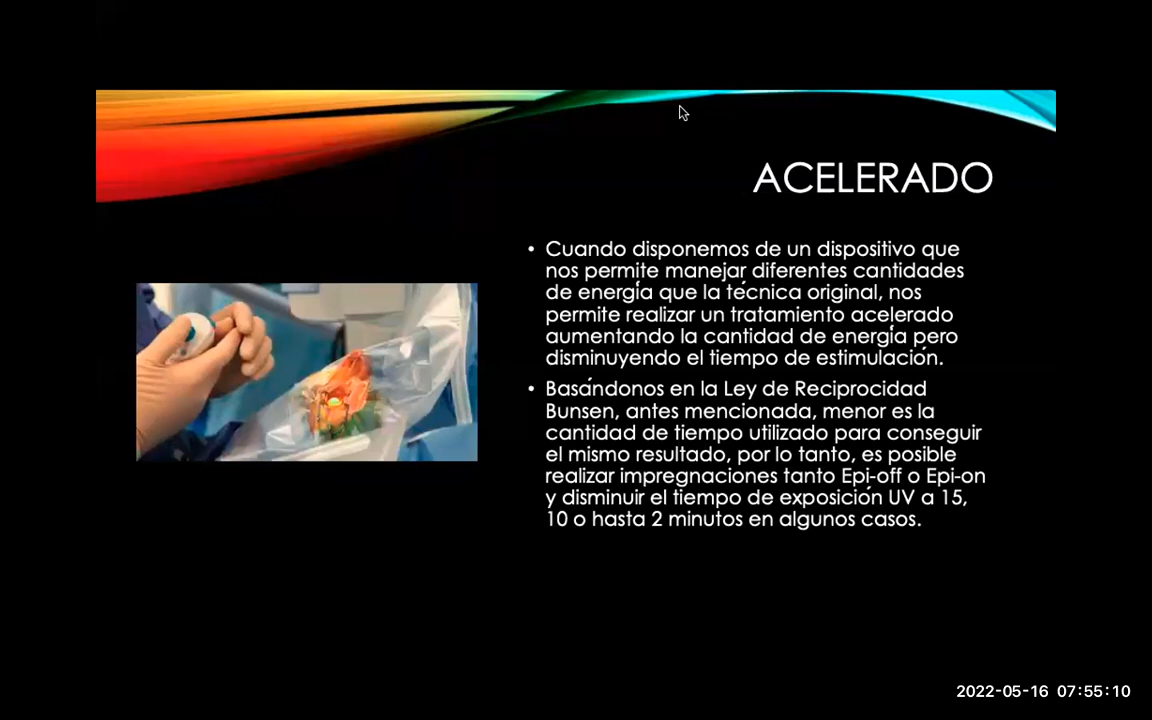 ACELERADO
• Cuando disponemos de un dispositivo que
nos permite manejar diferentes cantidades
de energía que la técnica original, nos
permite realizar un tratamiento acelerado
aumentando la cantidad de energía pero
disminuyendo el tiempo de estimulación.
• Basándonos en la Ley de Reciprocidad
Bunsen, antes mencionada, menor es la
cantidad de tiempo utilizado para conseguir
el mismo resultado, por lo tanto, es posible
realizar impregnaciones tanto Epi-off o Epi-on
y disminuir el tiempo de exposición UV a 15,
10 o hasta 2 minutos en algunos casos.
2022-05-16 07:55:10